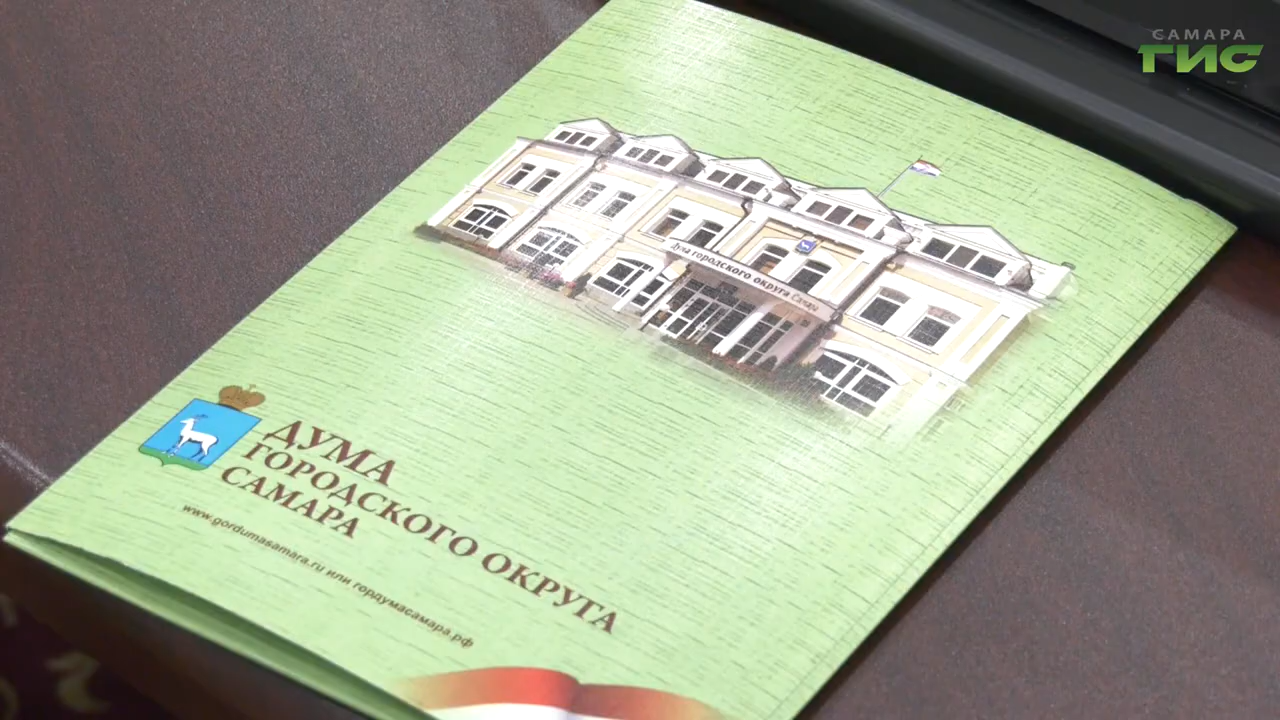 САМАРА
ГИС
Дума городского округа Самара
ДУМА
ГОРОДСКОГО ОКРУГА
САМАРА
www.gordumasamara.ru или гордумасамара.рф